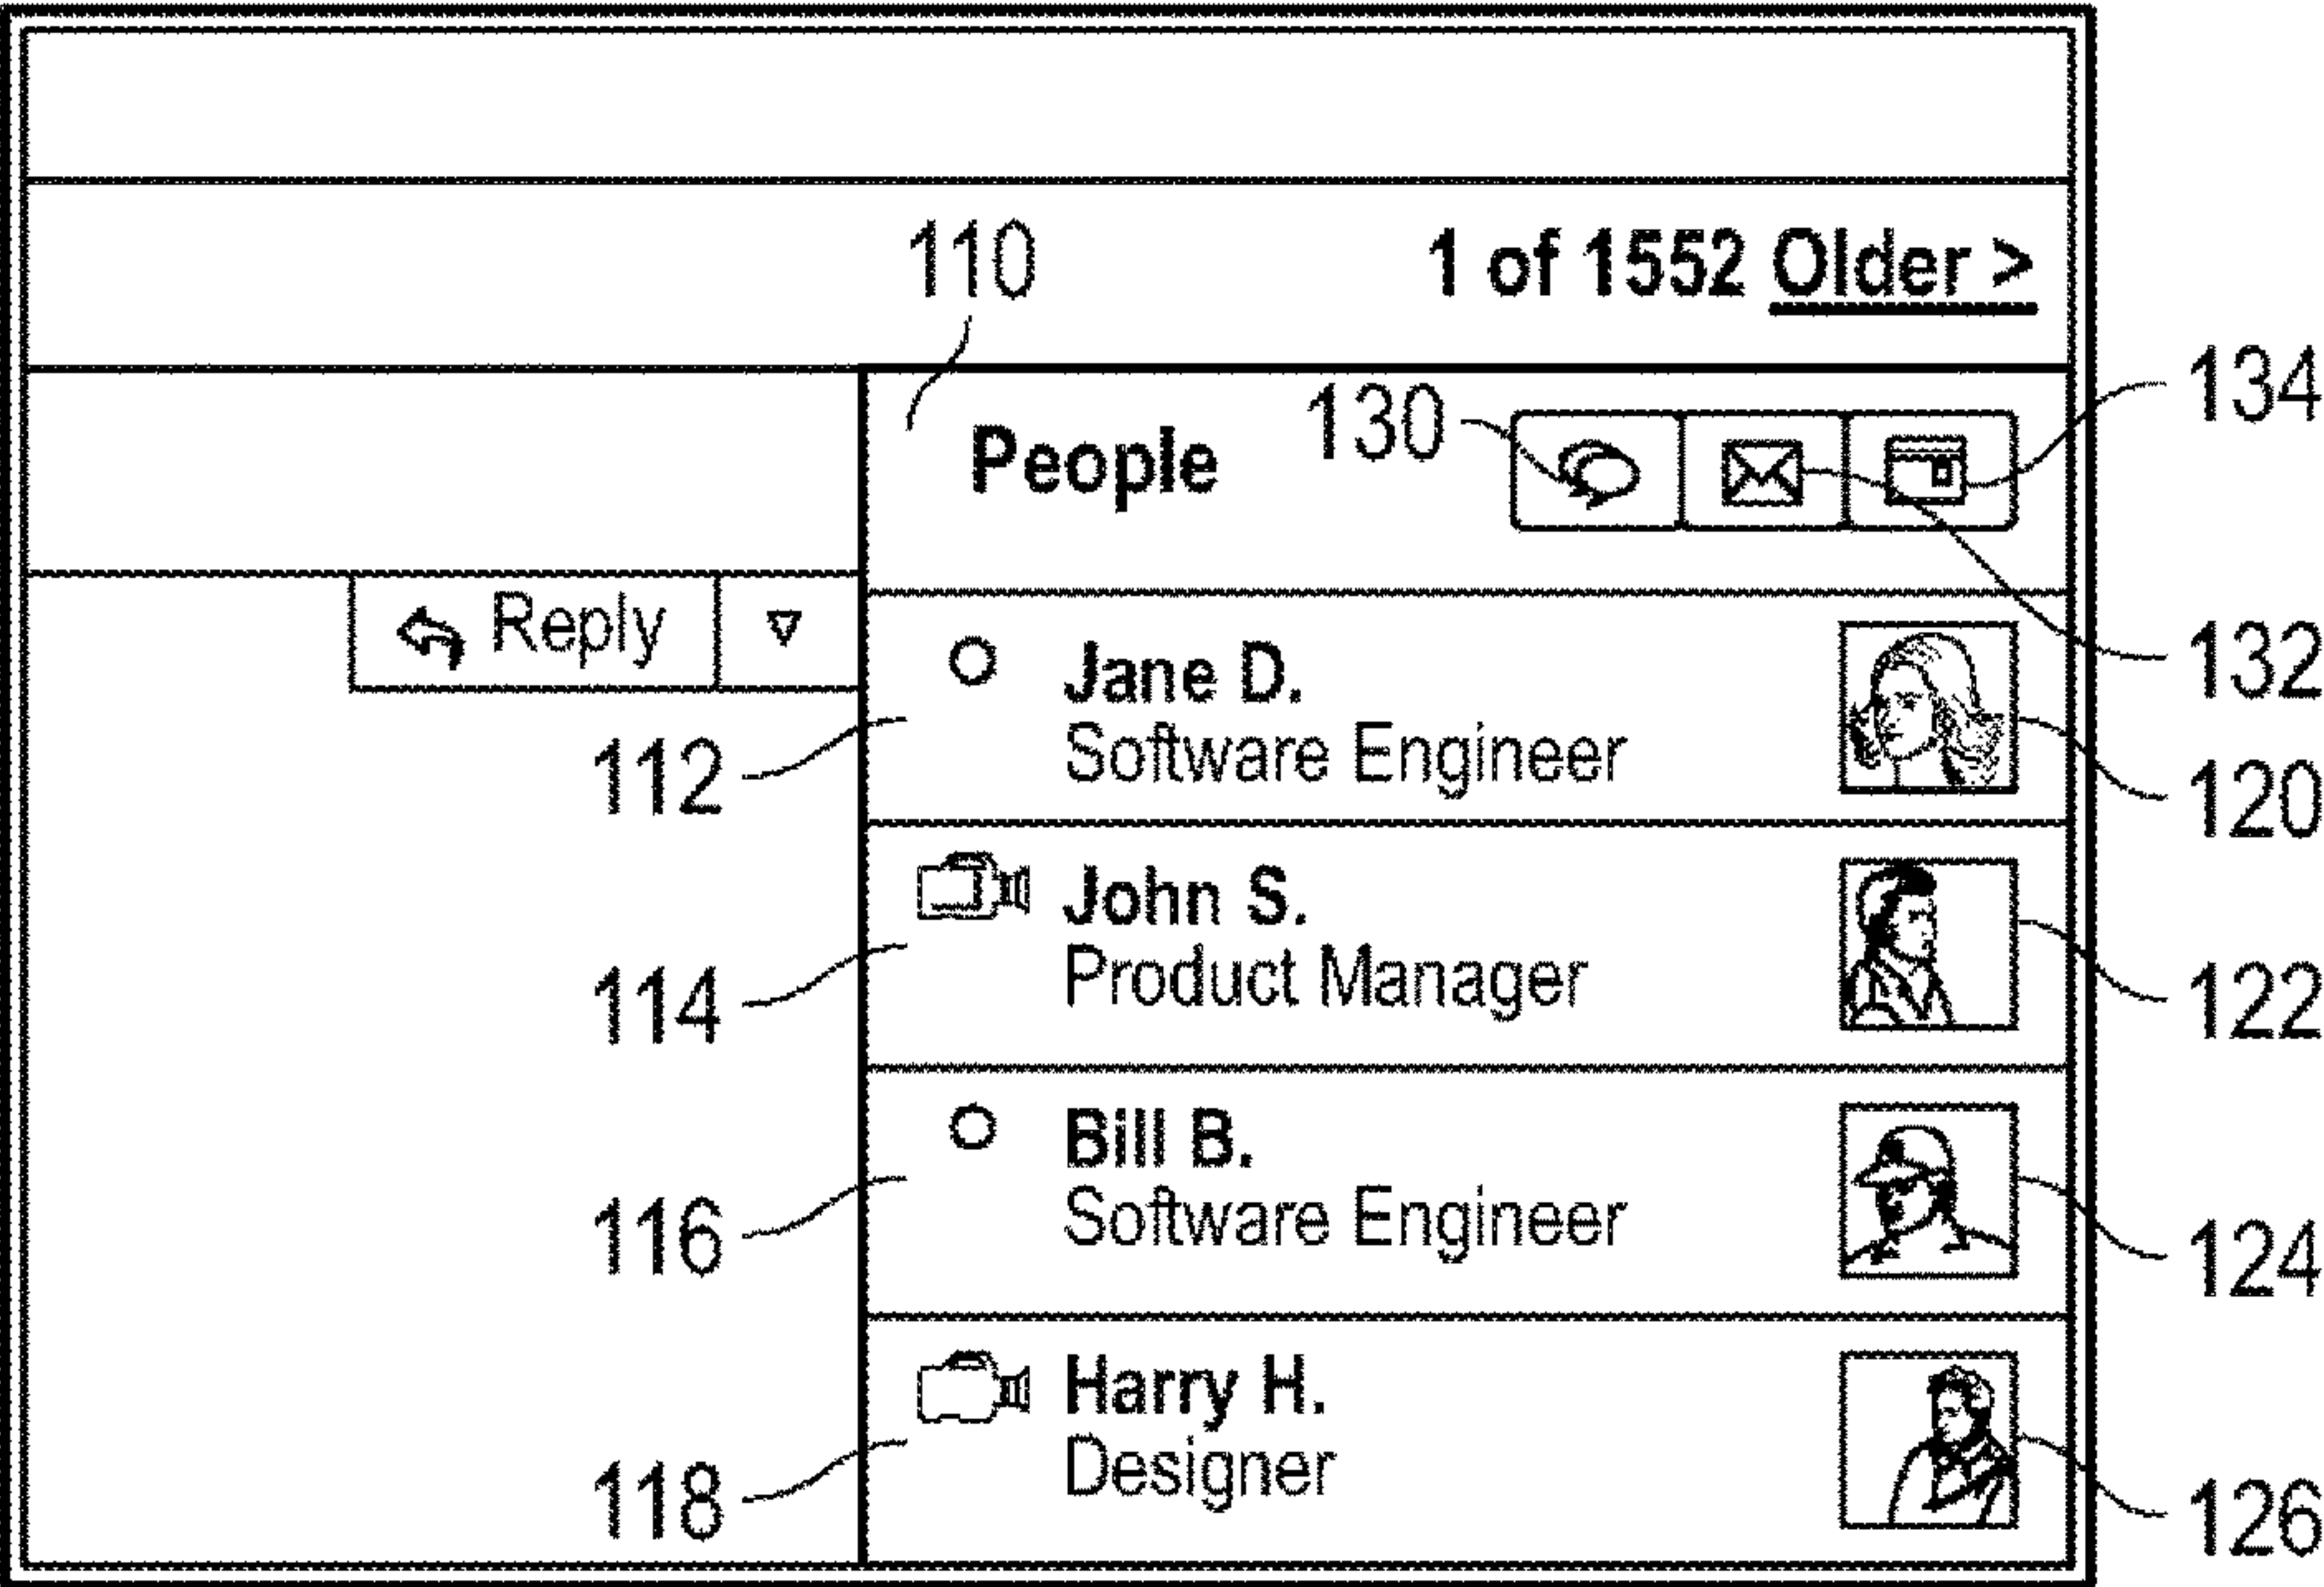 110
1 of 1552 Older >
134
People
130
Reply
132
Jane D.
Software Engineer
112
120
John S.
Product Manager
114
122
Bill B.
Software Engineer
116
124
Harry H.
Designer
118
126